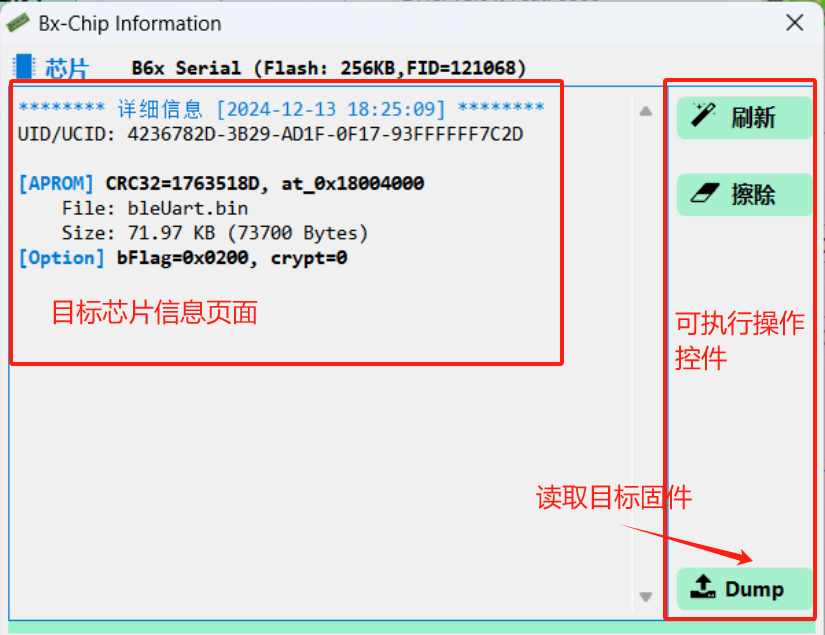 Bx-Chip Information
芯片 B6x Serial (Flash: 256KB,FID=121068)
******** 详细信息 [2024-12-13 18:25:09] ********
UID/UCID: 4236782D-3B29-AD1F-0F17-93FFFFFF7C2D
[APROM] CRC32=1763518D, at_0x18004000
File: bleUart.bin
Size: 71.97 KB (73700 Bytes)
[Option] bFlag=0x0200, crypt=0
目标芯片信息页面
刷新
擦除
可执行操作
控件
读取目标固件
Dump